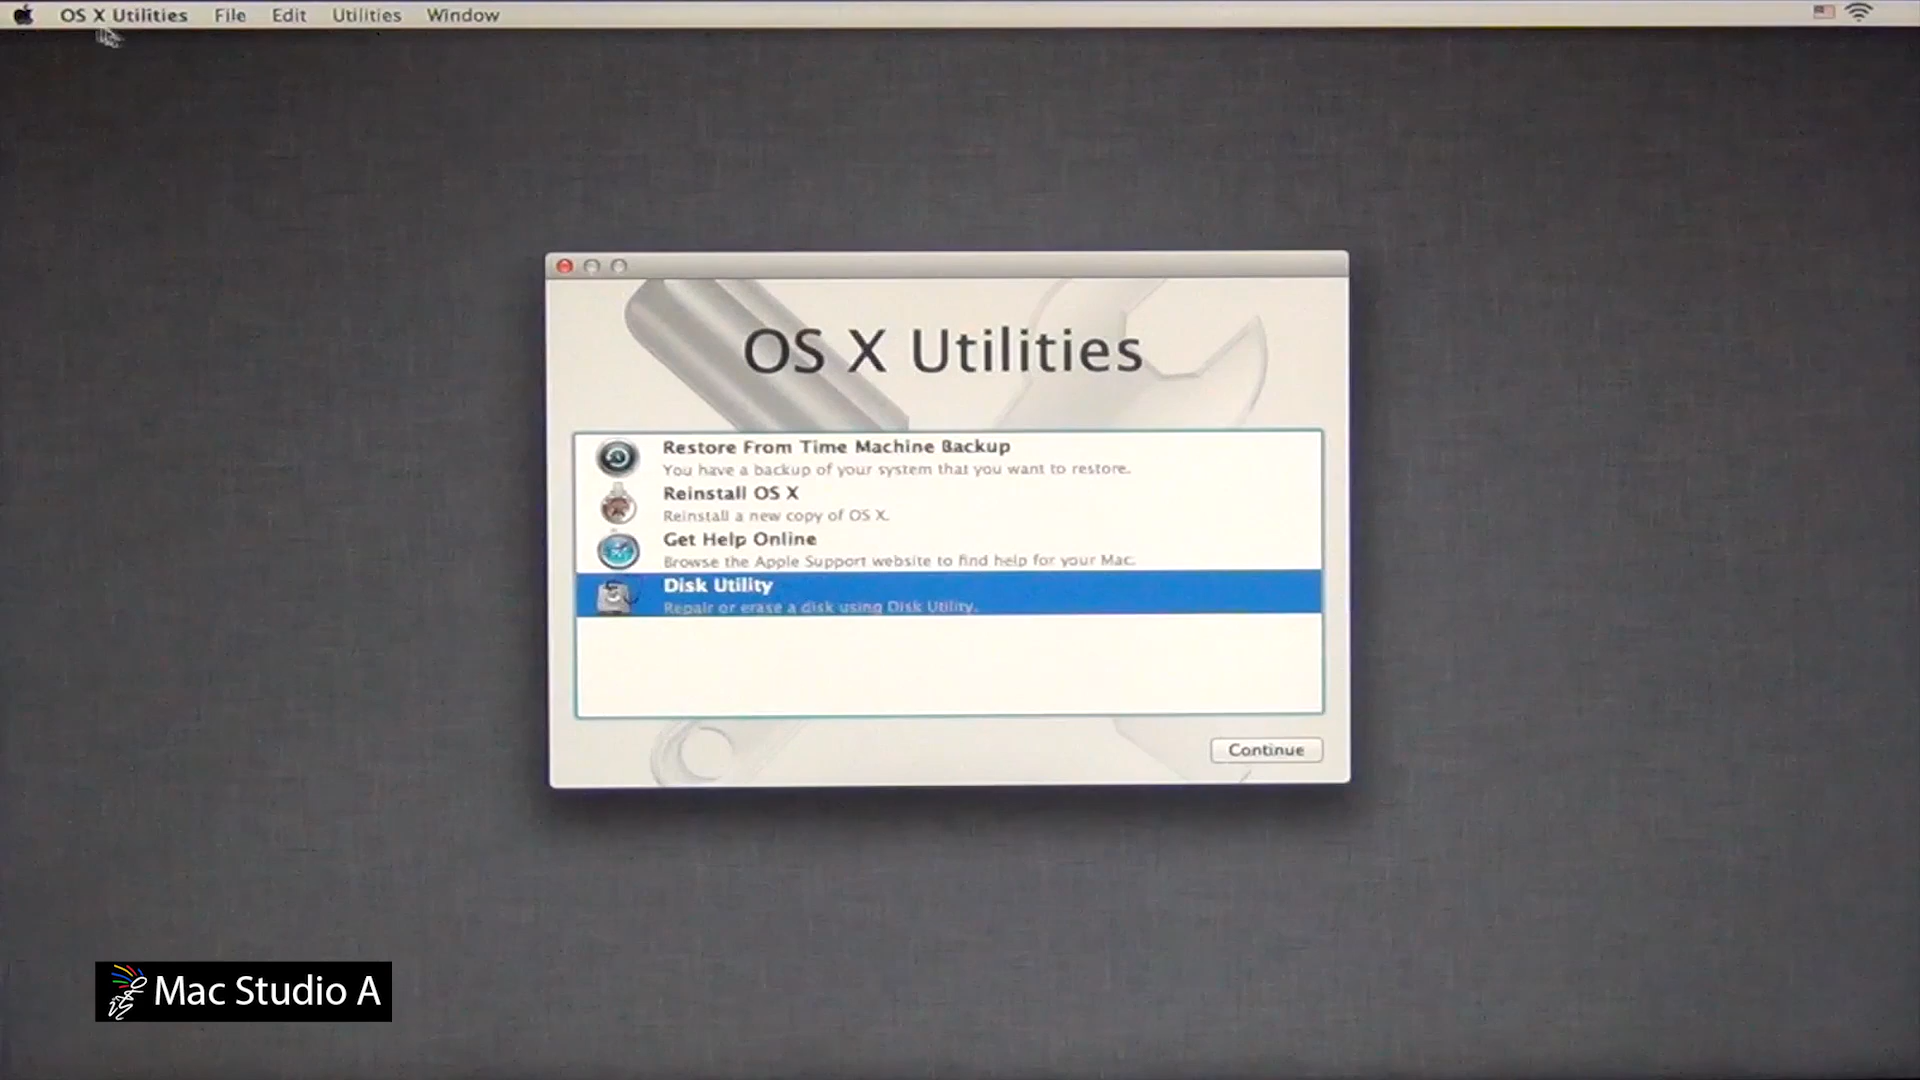 OS X Utilities File Edit Utilities Window
OS X Utilities
Restore From Time Machine Backup
You have a backup of your system that you want to restore.
Reinstall OS X
Reinstall a new copy of OS X.
Get Help Online
Browse the Apple Support website to find help for your Mac.
Disk Utility
Repair or erase a disk using Disk Utility.
Continue
Mac Studio A